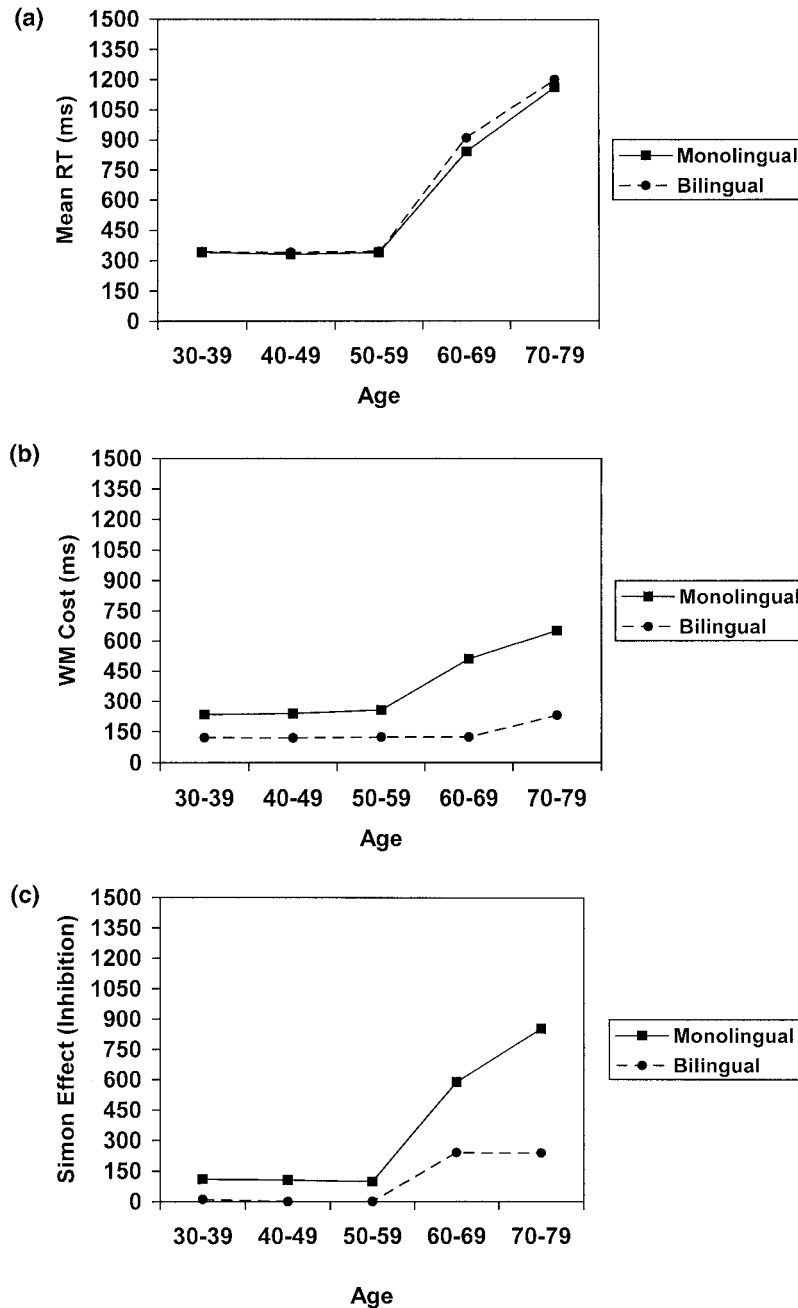 (a)
Mean RT (ms)
1500
1350
1200
1050
900
750
600
450
300
150
0
30-39 40-49 50-59 60-69 70-79
Age
Monolingual
Bilingual
(b)
WM Cost (ms)
1500
1350
1200
1050
900
750
600
450
300
150
0
30-39 40-49 50-59 60-69 70-79
Age
Monolingual
Bilingual
(c)
Simon Effect (Inhibition)
1500
1350
1200
1050
900
750
600
450
300
150
0
30-39 40-49 50-59 60-69 70-79
Age
Monolingual
Bilingual